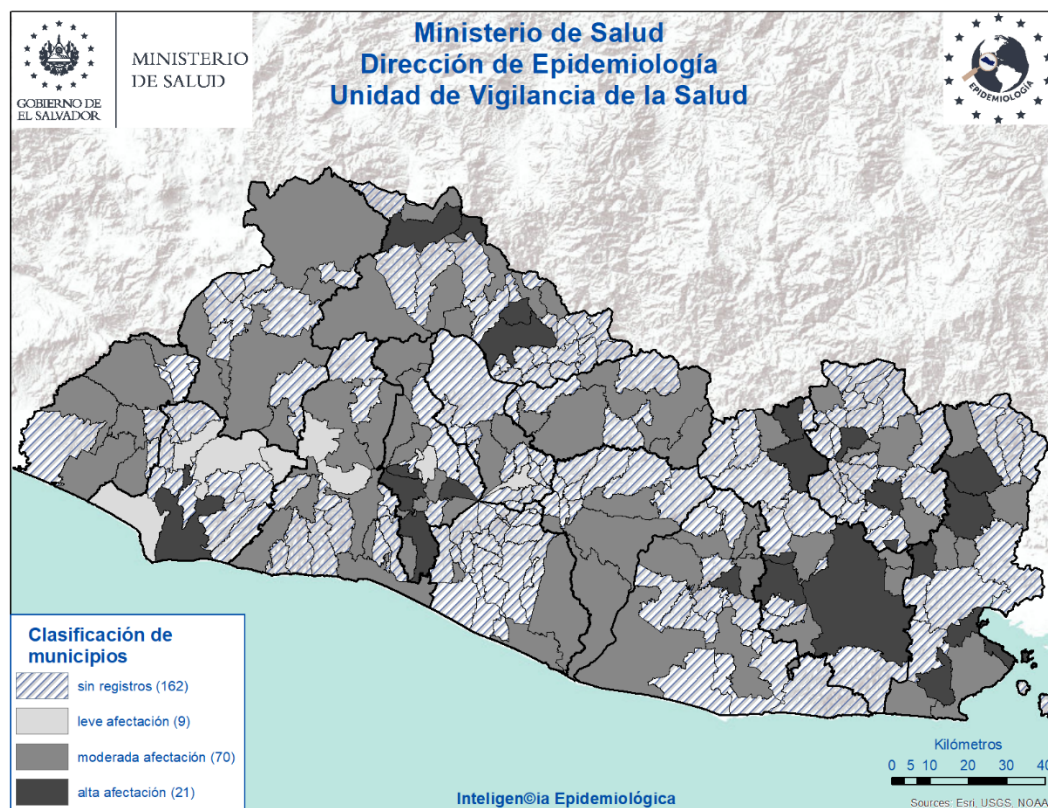 GOBIERNO DE
EL SALVADOR
MINISTERIO
DE SALUD
Ministerio de Salud
Dirección de Epidemiología
Unidad de Vigilancia de la Salud
EPIDEMIOLOGÍA
Clasificación de
municipios
sin registros (162)
leve afectación (9)
moderada afectación (70)
alta afectación (21)
Inteligen©ia Epidemiológica
Kilómetros
0 5 10 20 30 40
Sources: Esri, USGS, NOAA